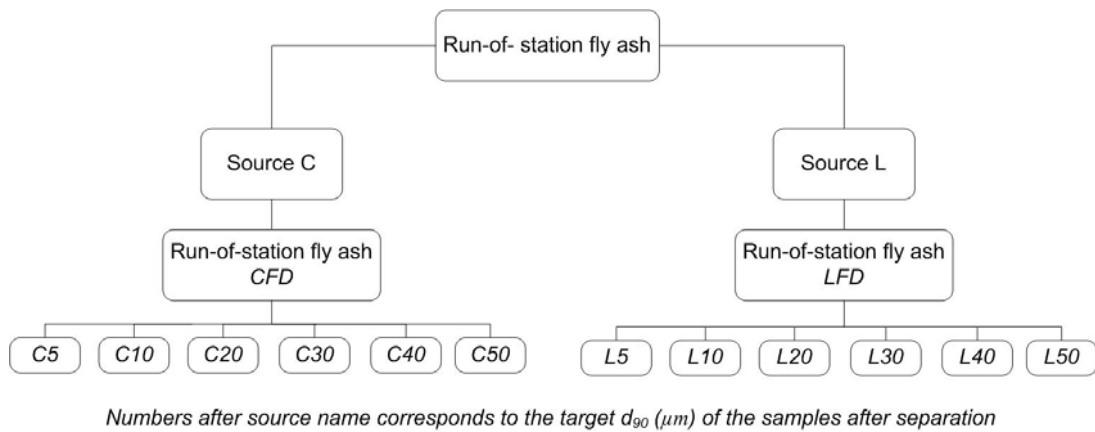 Run-of- station fly ash
Source C
Source L
Run-of-station fly ash
CFD
Run-of-station fly ash
LFD
C5
C10
C20
C30
C40
C50
L5
L10
L20
L30
L40
L50
Numbers after source name corresponds to the target d90 (μm) of the samples after separation